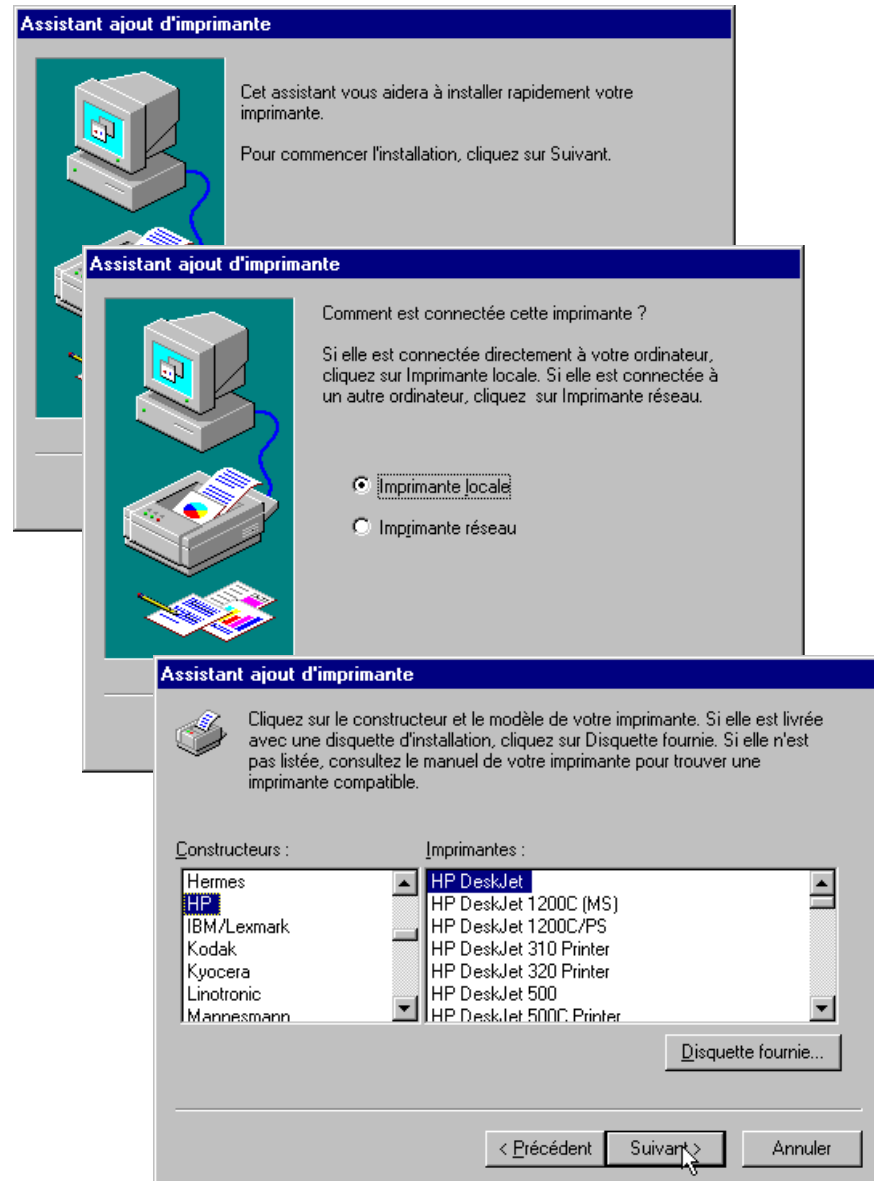 Assistant ajout d'imprimante
Cet assistant vous aidera à installer rapidement votre
imprimante.
Pour commencer l'installation, cliquez sur Suivant.
Assistant ajout d'imprimante
Comment est connectée cette imprimante ?
Si elle est connectée directement à votre ordinateur,
cliquez sur Imprimante locale. Si elle est connectée à
un autre ordinateur, cliquez sur Imprimante réseau.
Imprimante locale
Imprimante réseau
Assistant ajout d'imprimante
Cliquez sur le constructeur et le modèle de votre imprimante. Si elle est livrée
avec une disquette d'installation, cliquez sur Disquette fournie. Si elle n'est
pas listée, consultez le manuel de votre imprimante pour trouver une
imprimante compatible.
Constructeurs :
Hermes
HP
IBM/Lexmark
Kodak
Kyocera
Linotronic
Mannesmann
Imprimantes :
HP DeskJet
HP DeskJet 1200C (MS)
HP DeskJet 1200C/PS
HP DeskJet 310 Printer
HP DeskJet 320 Printer
HP DeskJet 500
HP DeskJet 500C Printer
Disquette fournie...
< Précédent
Suivant >
Annuler